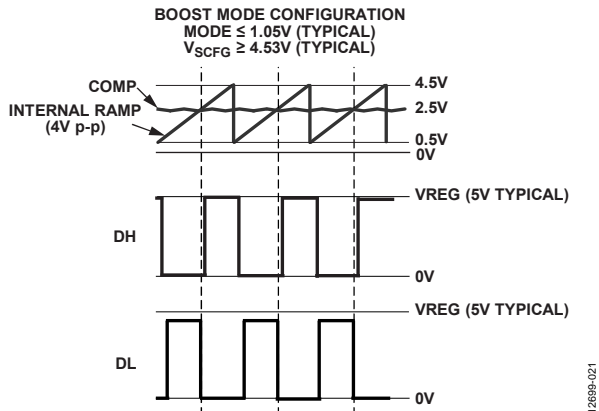 BOOST MODE CONFIGURATION
MODE ≤ 1.05V (TYPICAL)
VSCFG ≥ 4.53V (TYPICAL)
COMP
INTERNAL RAMP
(4V p-p)
4.5V
2.5V
0.5V
0V
DH
VREG (5V TYPICAL)
0V
DL
VREG (5V TYPICAL)
0V
12699-021